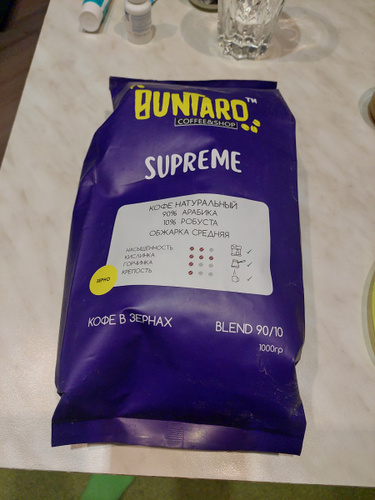 BUNTARO™
COFFEE&SHOP
SUPREME
КОФЕ НАТУРАЛЬНЫЙ
90% АРАБИКА
10% РОБУСТА
ОБЖАРКА СРЕДНЯЯ
НАСЫЩЕННОСТЬ
КИСЛИНКА
ГОРЧИНКА
КРЕПОСТЬ
ЗЕРНО
КОФЕ В ЗЕРНАХ
BLEND 90/10
1000гр